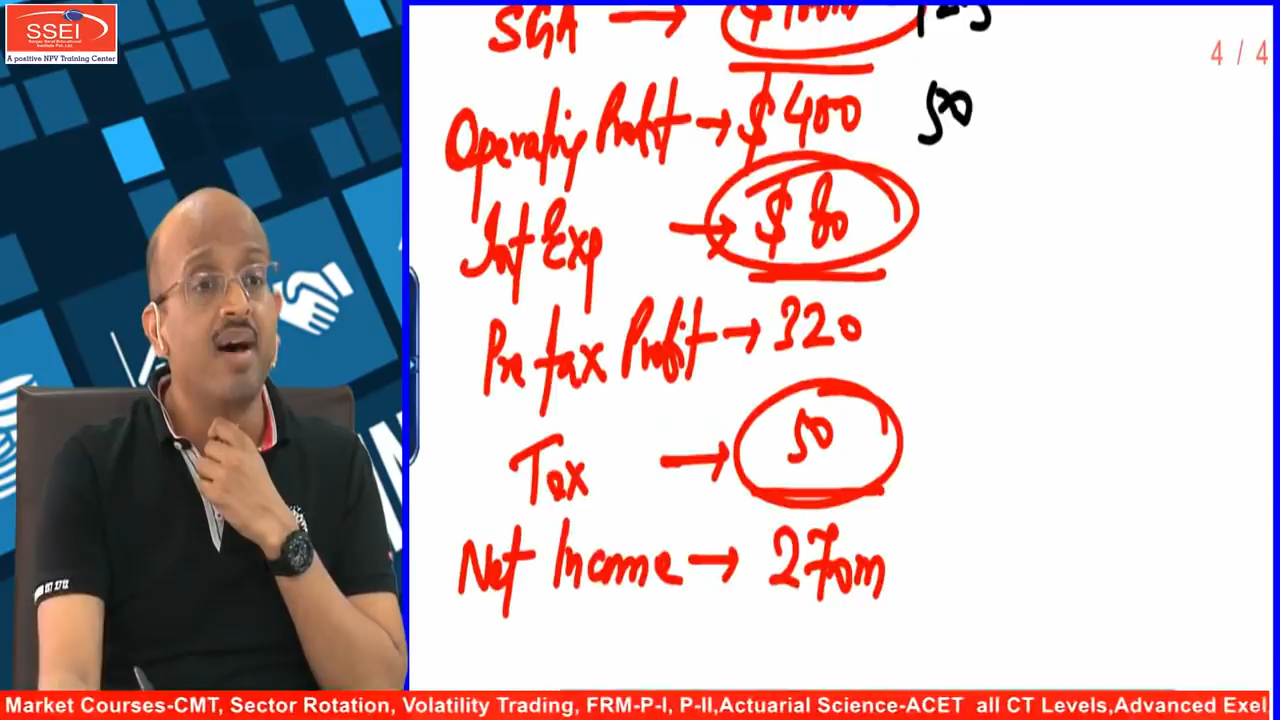 SSEI
A positive NPV Training Center
4 / 4
SGA →
Operating Profit → $ 400 50
Int Exp → $ 80
Pre tax Profit → 320
Tax → 50
Net Income → 270m
Market Courses-CMT, Sector Rotation, Volatility Trading, FRM-P-I, P-II,Actuarial Science-ACET all CT Levels,Advanced Exel